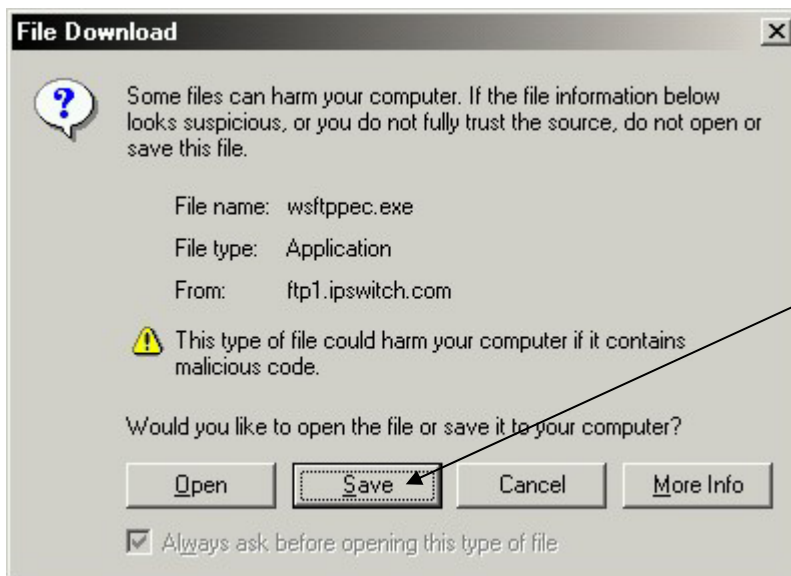 File Download
Some files can harm your computer. If the file information below
looks suspicious, or you do not fully trust the source, do not open or
save this file.
File name: wsftppec.exe
File type: Application
From: ftp1.ipswitch.com
This type of file could harm your computer if it contains
malicious code.
Would you like to open the file or save it to your computer?
Open Save Cancel More Info
Always ask before opening this type of file